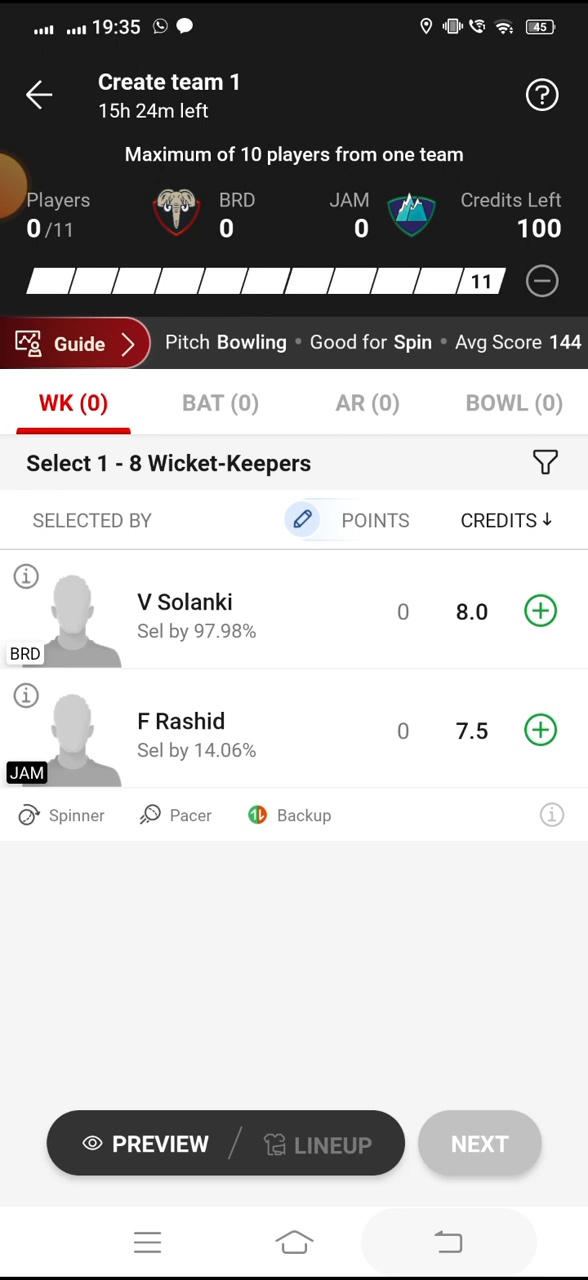 19:35 45
Create team 1
15h 24m left
Maximum of 10 players from one team
Players BRD JAM Credits Left
0/11 0 0 100
11
Guide Pitch Bowling • Good for Spin • Avg Score 144
WK (0) BAT (0) AR (0) BOWL (0)
Select 1 - 8 Wicket-Keepers
SELECTED BY POINTS CREDITS↓
V Solanki 0 8.0
Sel by 97.98%
BRD
F Rashid 0 7.5
Sel by 14.06%
JAM
Spinner Pacer Backup
PREVIEW / LINEUP NEXT